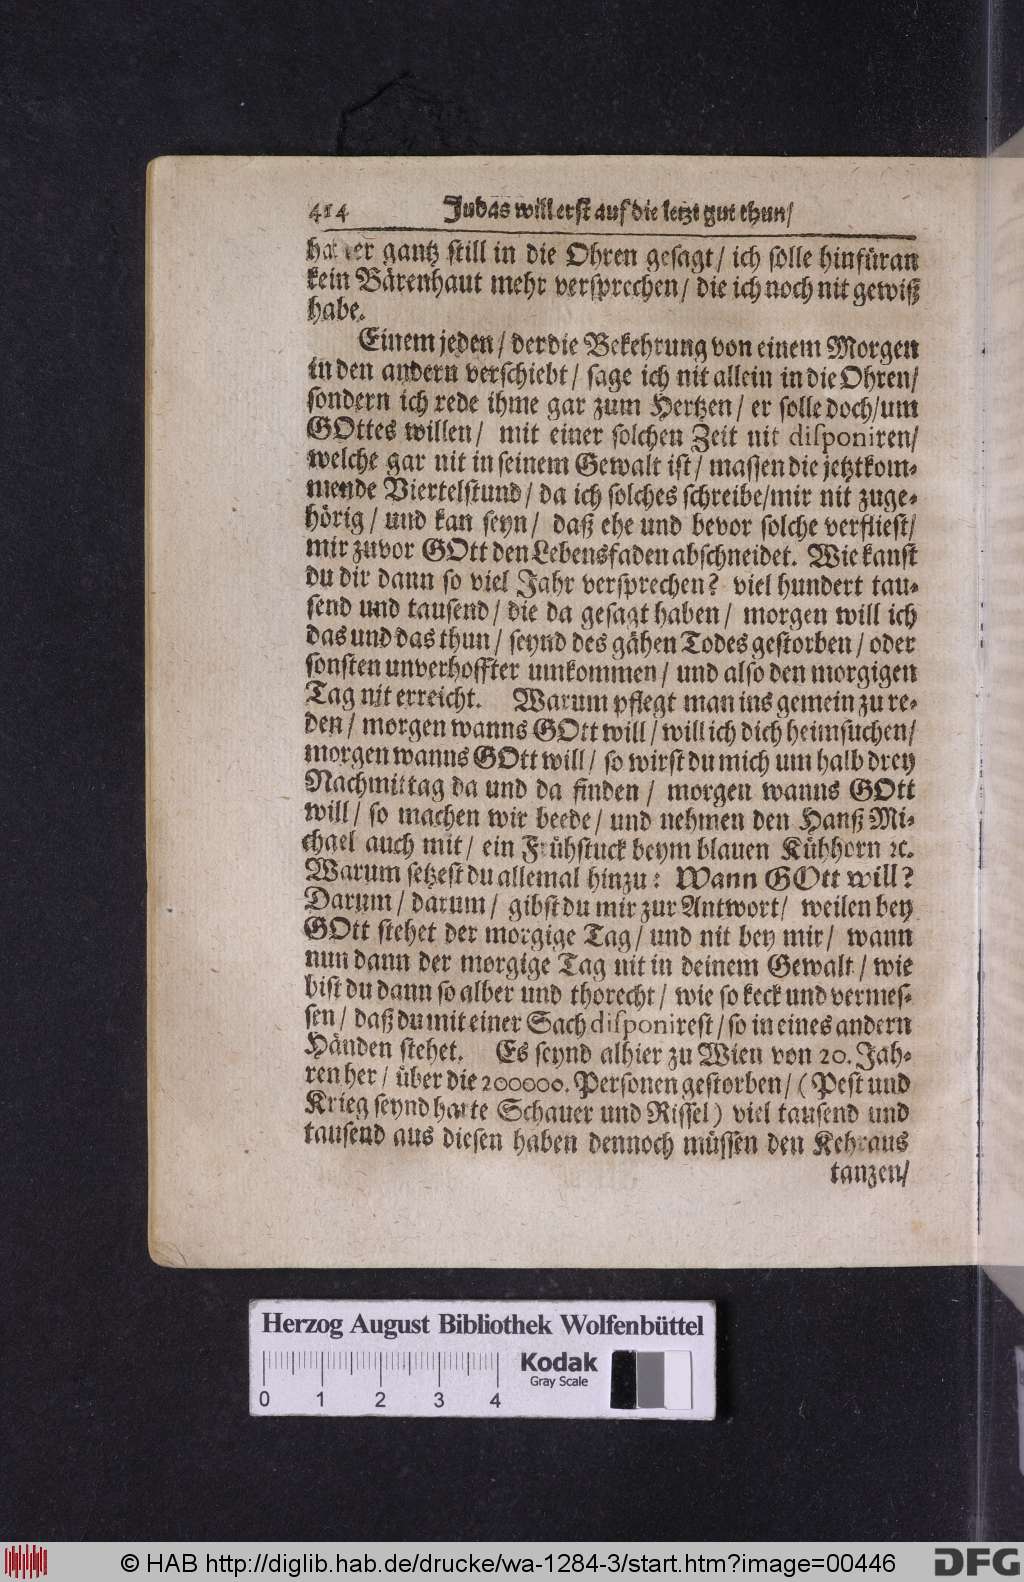 414 Judas will erst auf die letzt gut thun/
hat er gantz still in die Ohren gesagt/ ich solle hinfüran
kein Bärenhaut mehr versprechen/ die ich noch nit gewiß
habe.
Einem jeden/ der die Bekehrung von einem Morgen
in den andern verschiebt/ sage ich nit allein in die Ohren/
sondern ich rede ihme gar zum Hertzen/ er solle doch/ um
GOttes willen/ mit einer solchen Zeit nit disponiren/
welche gar nit in seinem Gewalt ist/ massen die jetztkom-
mende Viertelstund/ da ich solches schreibe/ mir nit zuge-
hörig/ und kan seyn/ daß ehe und bevor solche verfliest/
mir zuvor GOtt den Lebensfaden abschneidet. Wie kanst
du dir dann so viel Jahr versprechen? viel hundert tau-
send und tausend/ die da gesagt haben/ morgen will ich
das und das thun/ seynd des gähen Todes gestorben/ oder
sonsten unverhoffter umkommen/ und also den morgigen
Tag nit erreicht. Warum pflegt man ins gemein zu re-
den/ morgen wanns GOtt will/ will ich dich heimsuchen/
morgen wanns GOtt will/ so wirst du mich um halb drey
Nachmittag da und da finden/ morgen wanns GOtt
will/ so machen wir beede/ und nehmen den Hanß Mi-
chael auch mit/ ein Frühstuck beym blauen Kühhorn ꝛc.
Warum setzest du allemal hinzu: Wann GOtt will?
Darum/ darum/ gibst du mir zur Antwort/ weilen bey
GOtt stehet der morgige Tag/ und nit bey mir/ wann
nun dann der morgige Tag nit in deinem Gewalt/ wie
bist du dann so alber und thorecht/ wie so keck und vermes-
sen/ daß du mit einer Sach disponirest/ so in eines andern
Händen stehet. Es seynd alhier zu Wien von 20. Jah-
ren her/ über die 200000. Personen gestorben/ (Pest und
Krieg seynd harte Schauer und Rissel) viel tausend und
tausend aus diesen haben dennoch müssen den Kehraus
tanzen/
Herzog August Bibliothek Wolfenbüttel
0 1 2 3 4
Kodak
Gray Scale
© HAB http://diglib.hab.de/drucke/wa-1284-3/start.htm?image=00446
DFG